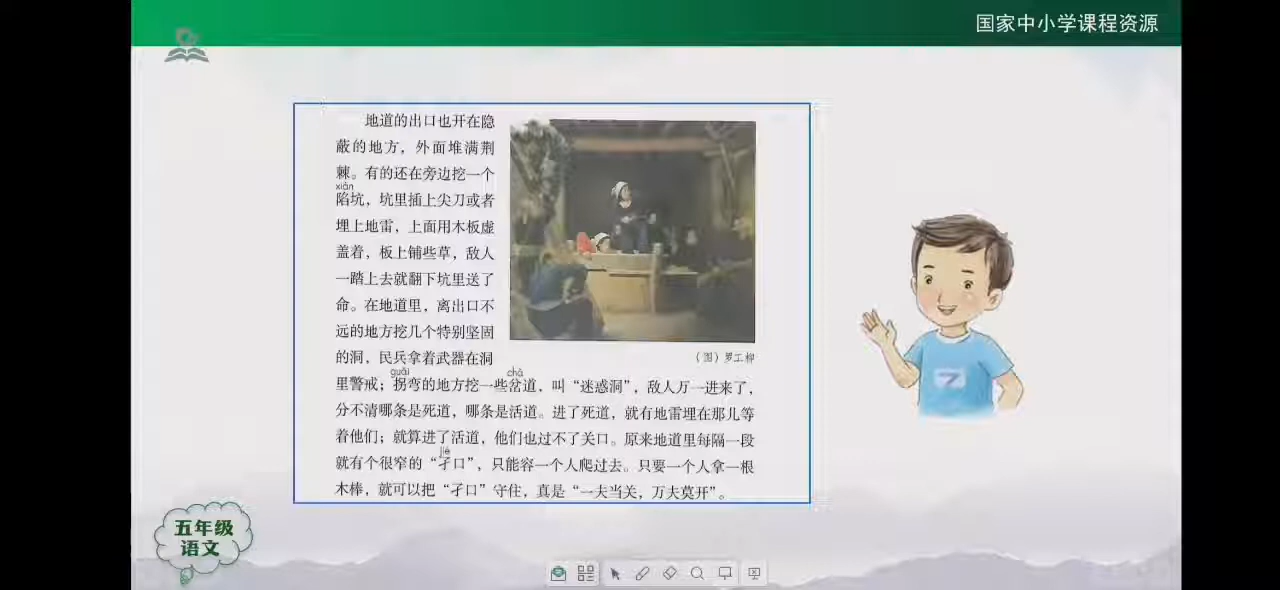 国家中小学课程资源
地道的出口也开在隐
蔽的地方，外面堆满荆
棘。有的还在旁边挖一个
xiàn
陷坑，坑里插上尖刀或者
埋上地雷，上面用木板虚
盖着，板上铺些草，敌人
一踏上去就翻下坑里送了
命。在地道里，离出口不
远的地方挖几个特别坚固
的洞，民兵拿着武器在洞
（图）罗工柳
guǎi chà
里警戒；拐弯的地方挖一些岔道，叫“迷惑洞”，敌人万一进来了，
分不清哪条是死道，哪条是活道。进了死道，就有地雷埋在那儿等
着他们；就算进了活道，他们也过不了关口。原来地道里每隔一段
jié
就有个很窄的“孑口”，只能容一个人爬过去。只要一个人拿一根
木棒，就可以把“孑口”守住，真是“一夫当关，万夫莫开”。
五年级
语文